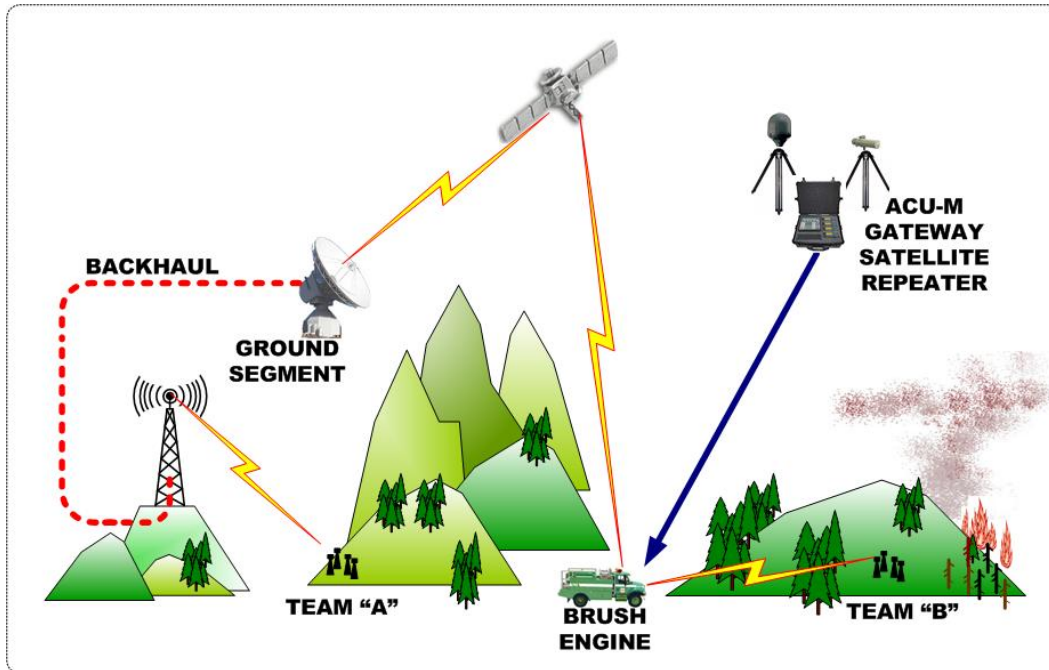 BACKHAUL
GROUND
SEGMENT
ACU-M
GATEWAY
SATELLITE
REPEATER
TEAM “A”
BRUSH
ENGINE
TEAM “B”